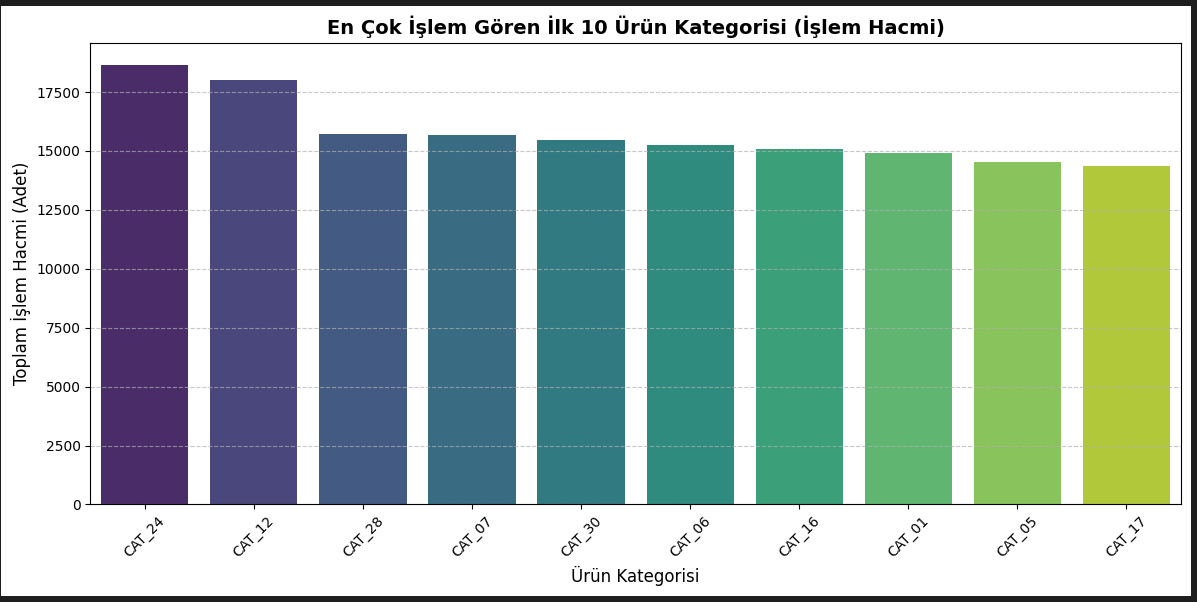 En Çok İşlem Gören İlk 10 Ürün Kategorisi (İşlem Hacmi)
Toplam İşlem Hacmi (Adet)
17500
15000
12500
10000
7500
5000
2500
0
CAT_24 CAT_12 CAT_28 CAT_07 CAT_30 CAT_06 CAT_16 CAT_01 CAT_05 CAT_17
Ürün Kategorisi